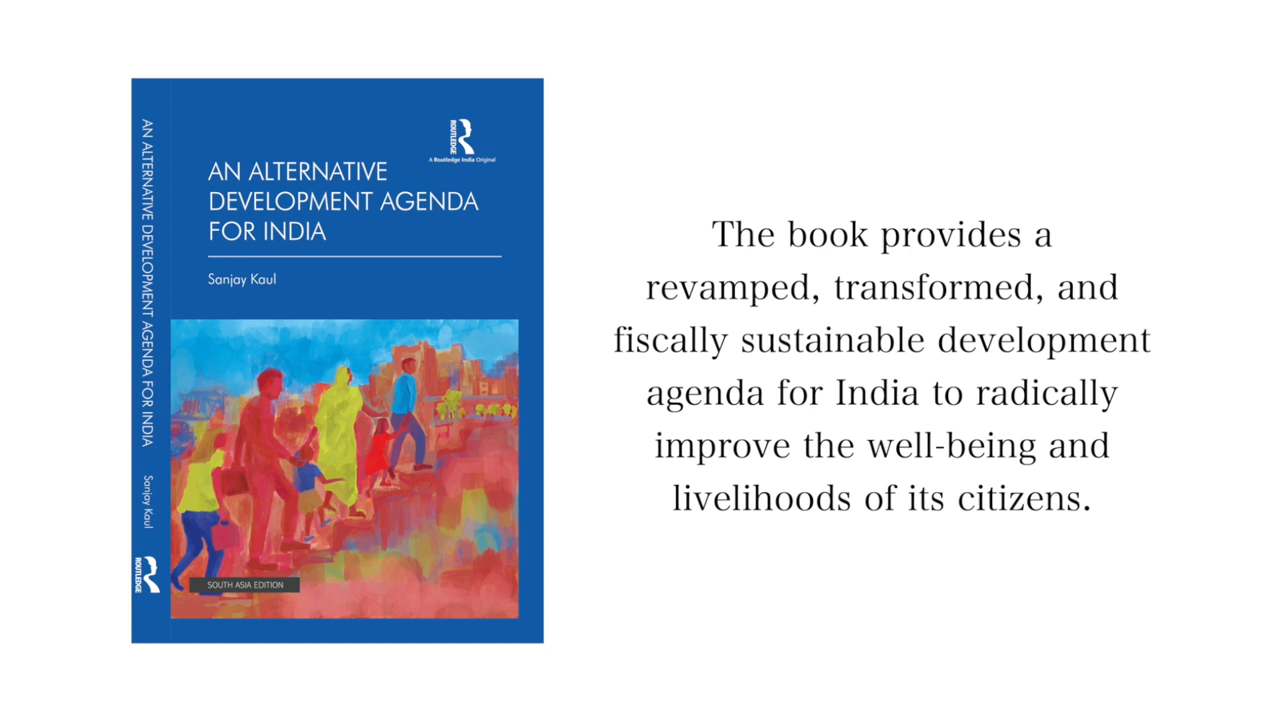 AN ALTERNATIVE DEVELOPMENT AGENDA FOR INDIA
Sanjay Kaul
ROUTLEDGE
ROUTLEDGE
A Routledge India Original
AN ALTERNATIVE
DEVELOPMENT AGENDA
FOR INDIA
Sanjay Kaul
SOUTH ASIA EDITION
The book provides a
revamped, transformed, and
fiscally sustainable development
agenda for India to radically
improve the well-being and
livelihoods of its citizens.